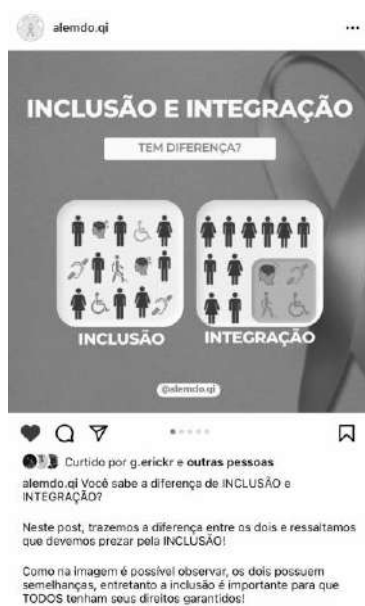 alemdo.qi
INCLUSÃO E INTEGRAÇÃO
TEM DIFERENÇA?
INCLUSÃO
INTEGRAÇÃO
@alemdo.qi
Curtido por g.erickr e outras pessoas
alemdo.qi Você sabe a diferença de INCLUSÃO e
INTEGRAÇÃO?
Neste post, trazemos a diferença entre os dois e ressaltamos
que devemos prezar pela INCLUSÃO!
Como na imagem é possível observar, os dois possuem
semelhanças, entretanto a inclusão é importante para que
TODOS tenham seus direitos garantidos!